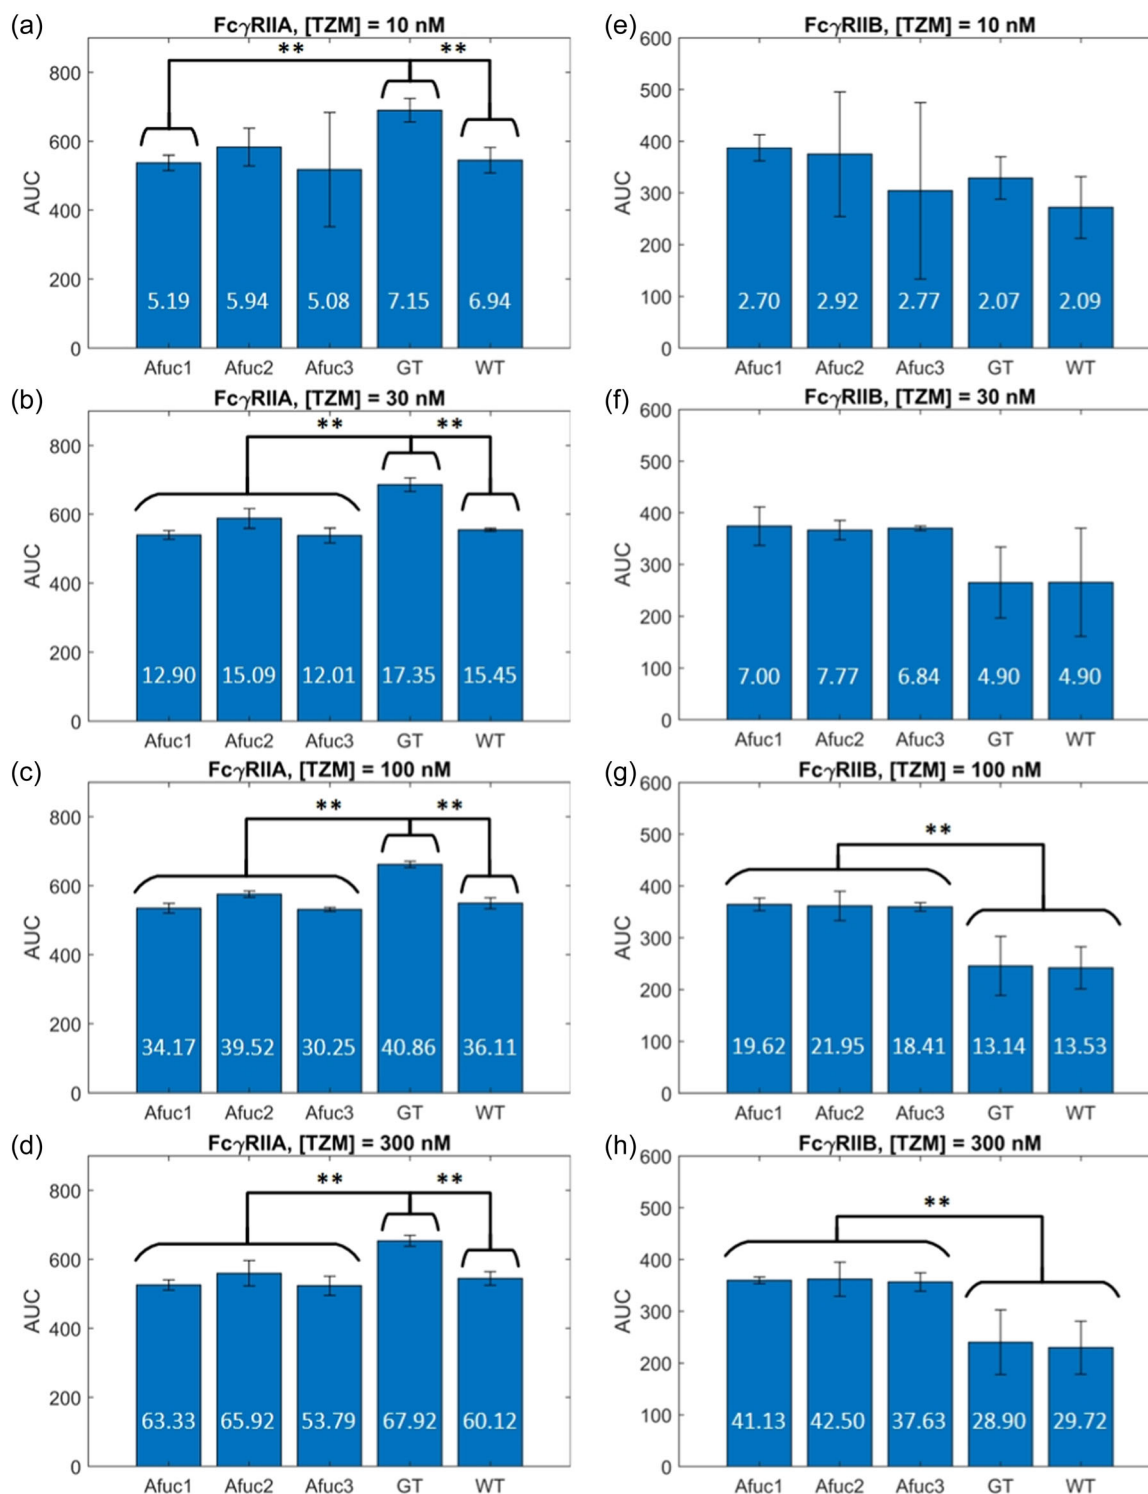 (a)
FcγRIIA, [TZM] = 10 nM
**
**
800
600
400
200
0
AUC
5.19 5.94 5.08 7.15 6.94
Afuc1 Afuc2 Afuc3 GT WT
(b)
FcγRIIA, [TZM] = 30 nM
**
**
800
600
400
200
0
AUC
12.90 15.09 12.01 17.35 15.45
Afuc1 Afuc2 Afuc3 GT WT
(c)
FcγRIIA, [TZM] = 100 nM
**
**
800
600
400
200
0
AUC
34.17 39.52 30.25 40.86 36.11
Afuc1 Afuc2 Afuc3 GT WT
(d)
FcγRIIA, [TZM] = 300 nM
**
**
800
600
400
200
0
AUC
63.33 65.92 53.79 67.92 60.12
Afuc1 Afuc2 Afuc3 GT WT
(e)
FcγRIIB, [TZM] = 10 nM
600
500
400
300
200
100
0
AUC
2.70 2.92 2.77 2.07 2.09
Afuc1 Afuc2 Afuc3 GT WT
(f)
FcγRIIB, [TZM] = 30 nM
600
500
400
300
200
100
0
AUC
7.00 7.77 6.84 4.90 4.90
Afuc1 Afuc2 Afuc3 GT WT
(g)
FcγRIIB, [TZM] = 100 nM
**
600
500
400
300
200
100
0
AUC
19.62 21.95 18.41 13.14 13.53
Afuc1 Afuc2 Afuc3 GT WT
(h)
FcγRIIB, [TZM] = 300 nM
**
600
500
400
300
200
100
0
AUC
41.13 42.50 37.63 28.90 29.72
Afuc1 Afuc2 Afuc3 GT WT